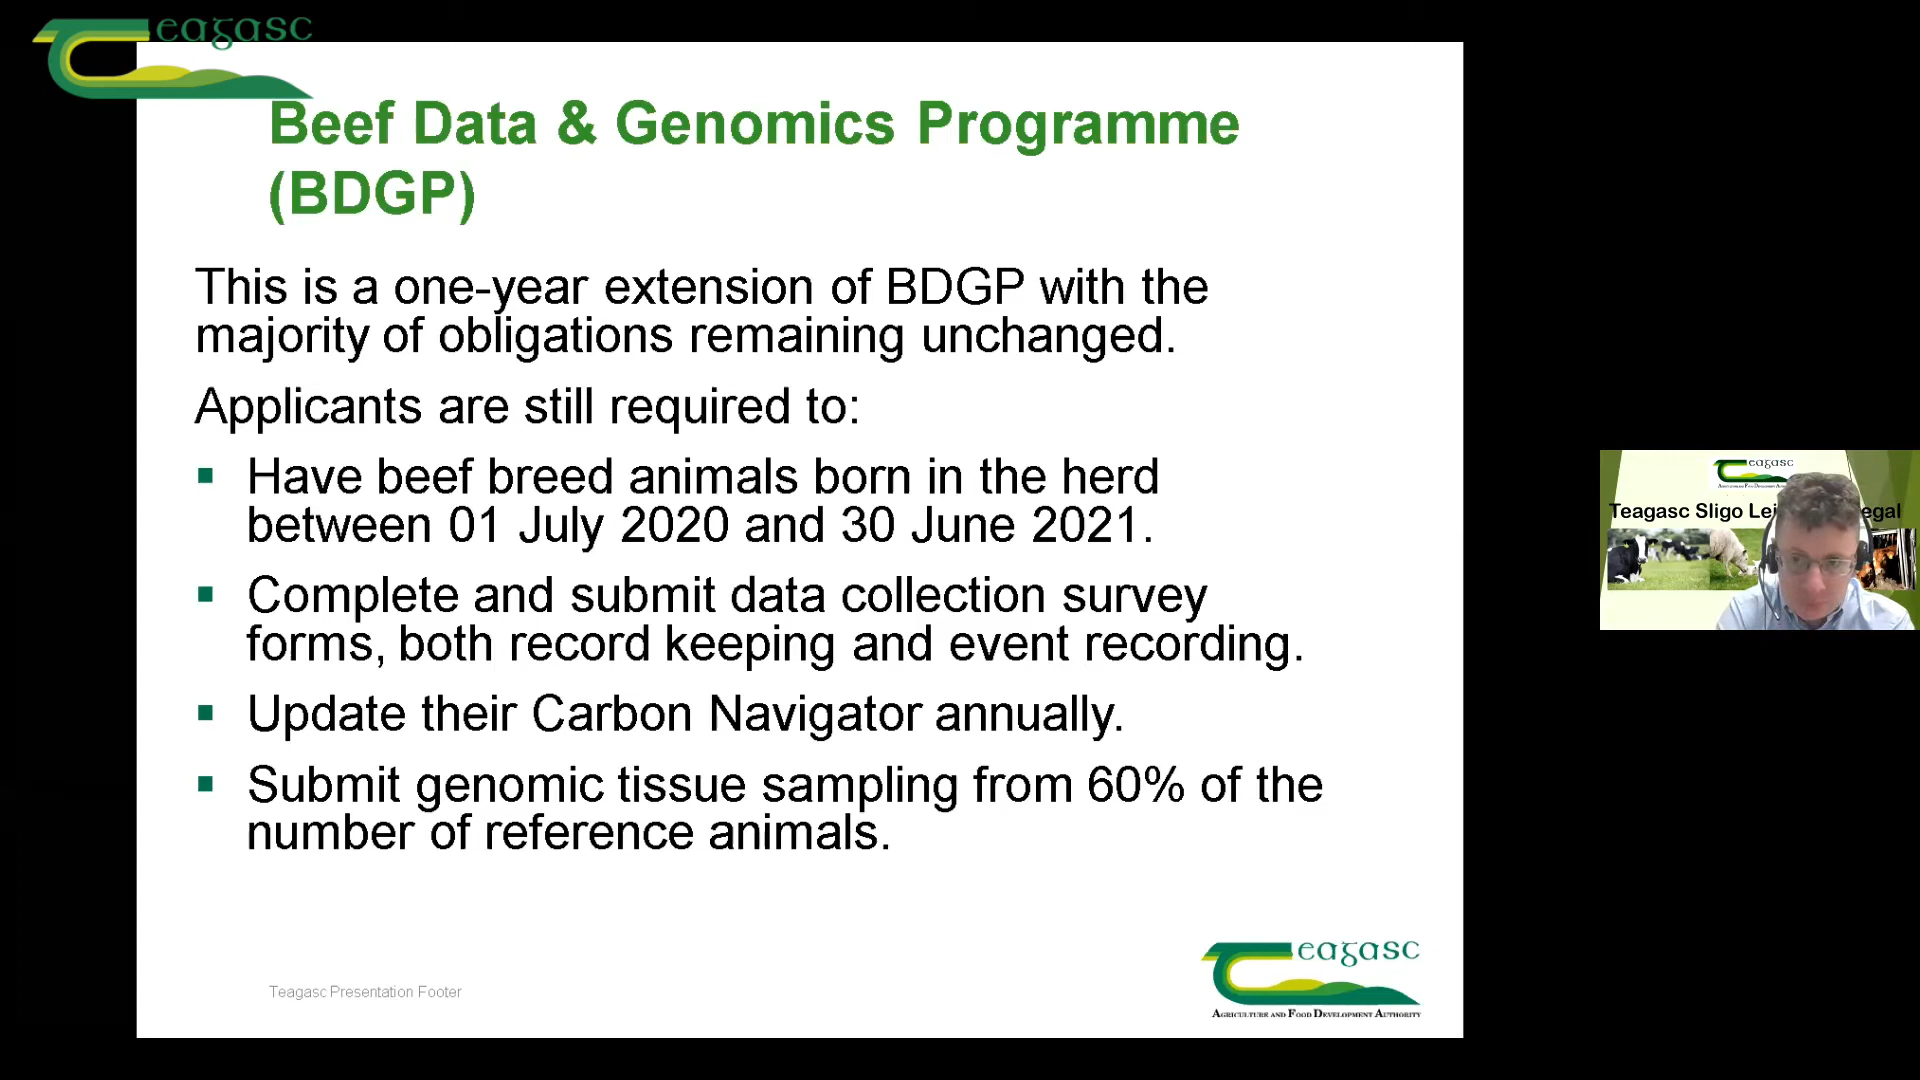 eagasc
Beef Data & Genomics Programme
(BDGP)
This is a one-year extension of BDGP with the
majority of obligations remaining unchanged.
Applicants are still required to:
▪ Have beef breed animals born in the herd
between 01 July 2020 and 30 June 2021.
▪ Complete and submit data collection survey
forms, both record keeping and event recording.
▪ Update their Carbon Navigator annually.
▪ Submit genomic tissue sampling from 60% of the
number of reference animals.
Teagasc Presentation Footer
eagasc
AGRICULTURE AND FOOD DEVELOPMENT AUTHORITY
eagasc
Teagasc Sligo Lei egal